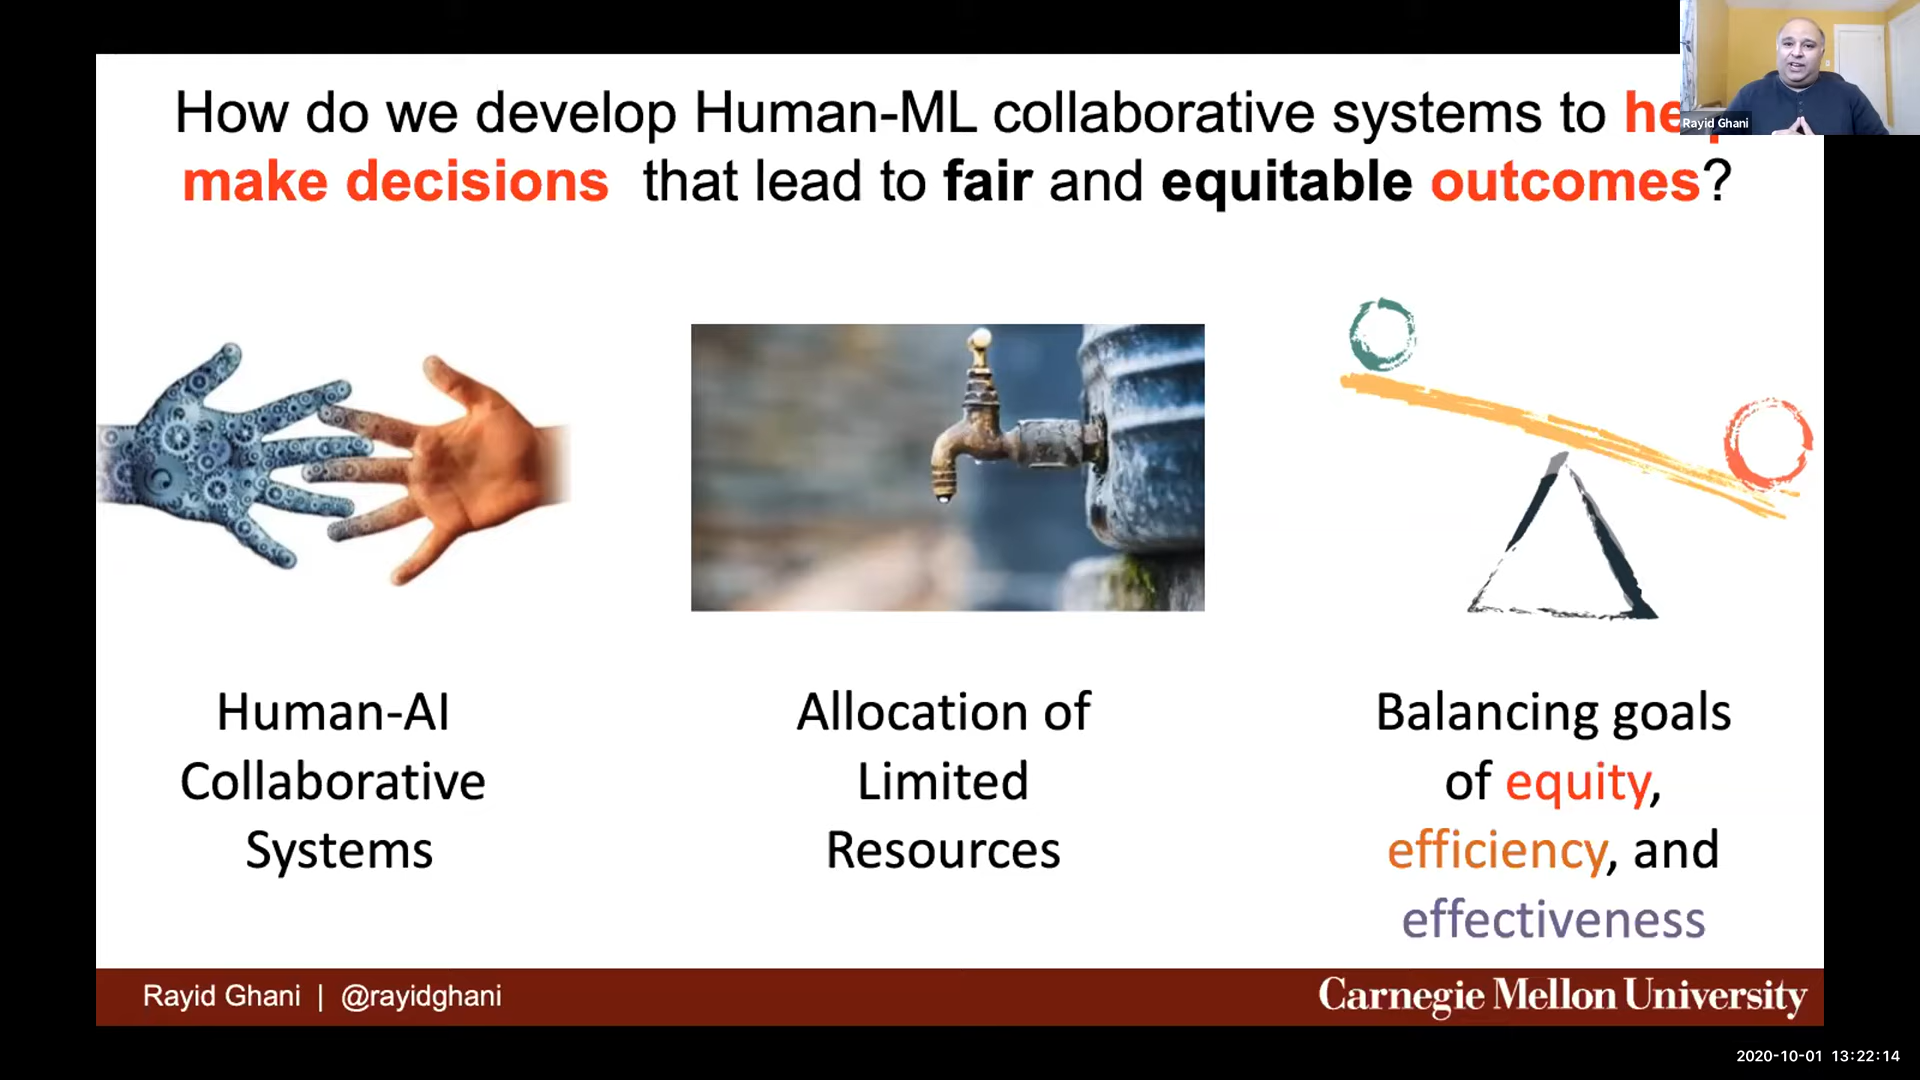 How do we develop Human-ML collaborative systems to
make decisions that lead to fair and equitable outcomes?
Rayid Ghani
Human-AI
Collaborative
Systems
Allocation of
Limited
Resources
Balancing goals
of equity,
efficiency, and
effectiveness
Rayid Ghani | @rayidghani
Carnegie Mellon University
2020-10-01 13:22:14